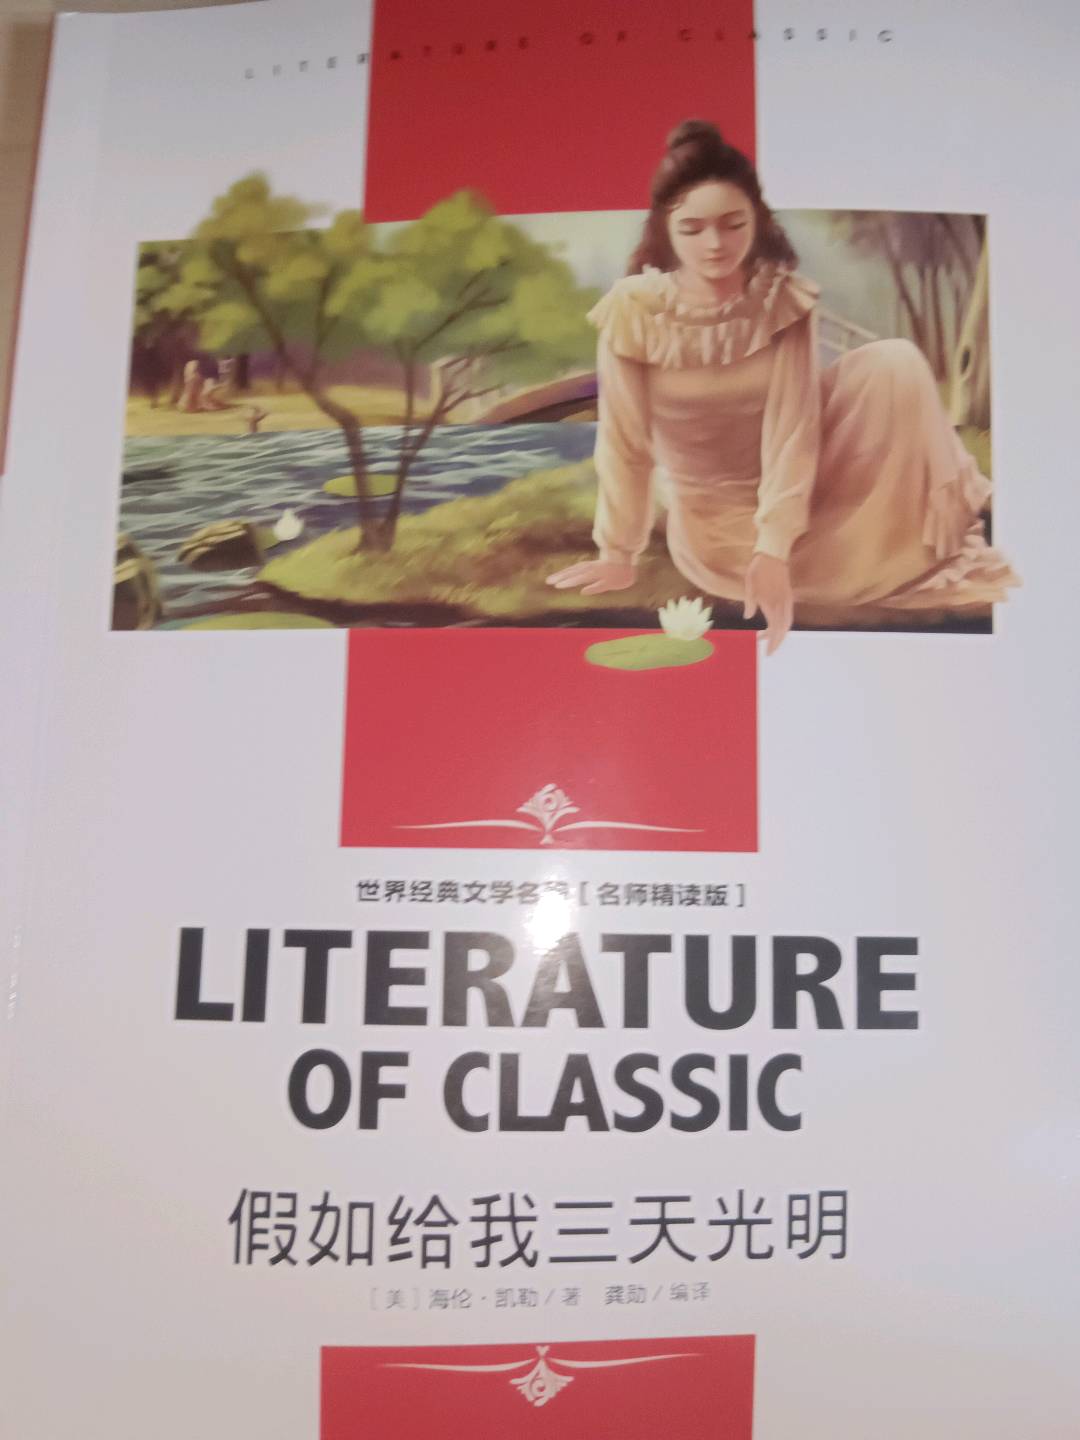 LITERATURE OF CLASSIC
世界经典文学名[名师精读版]
LITERATURE
OF CLASSIC
假如给我三天光明
[美]海伦·凯勒/著 龚勋/编译